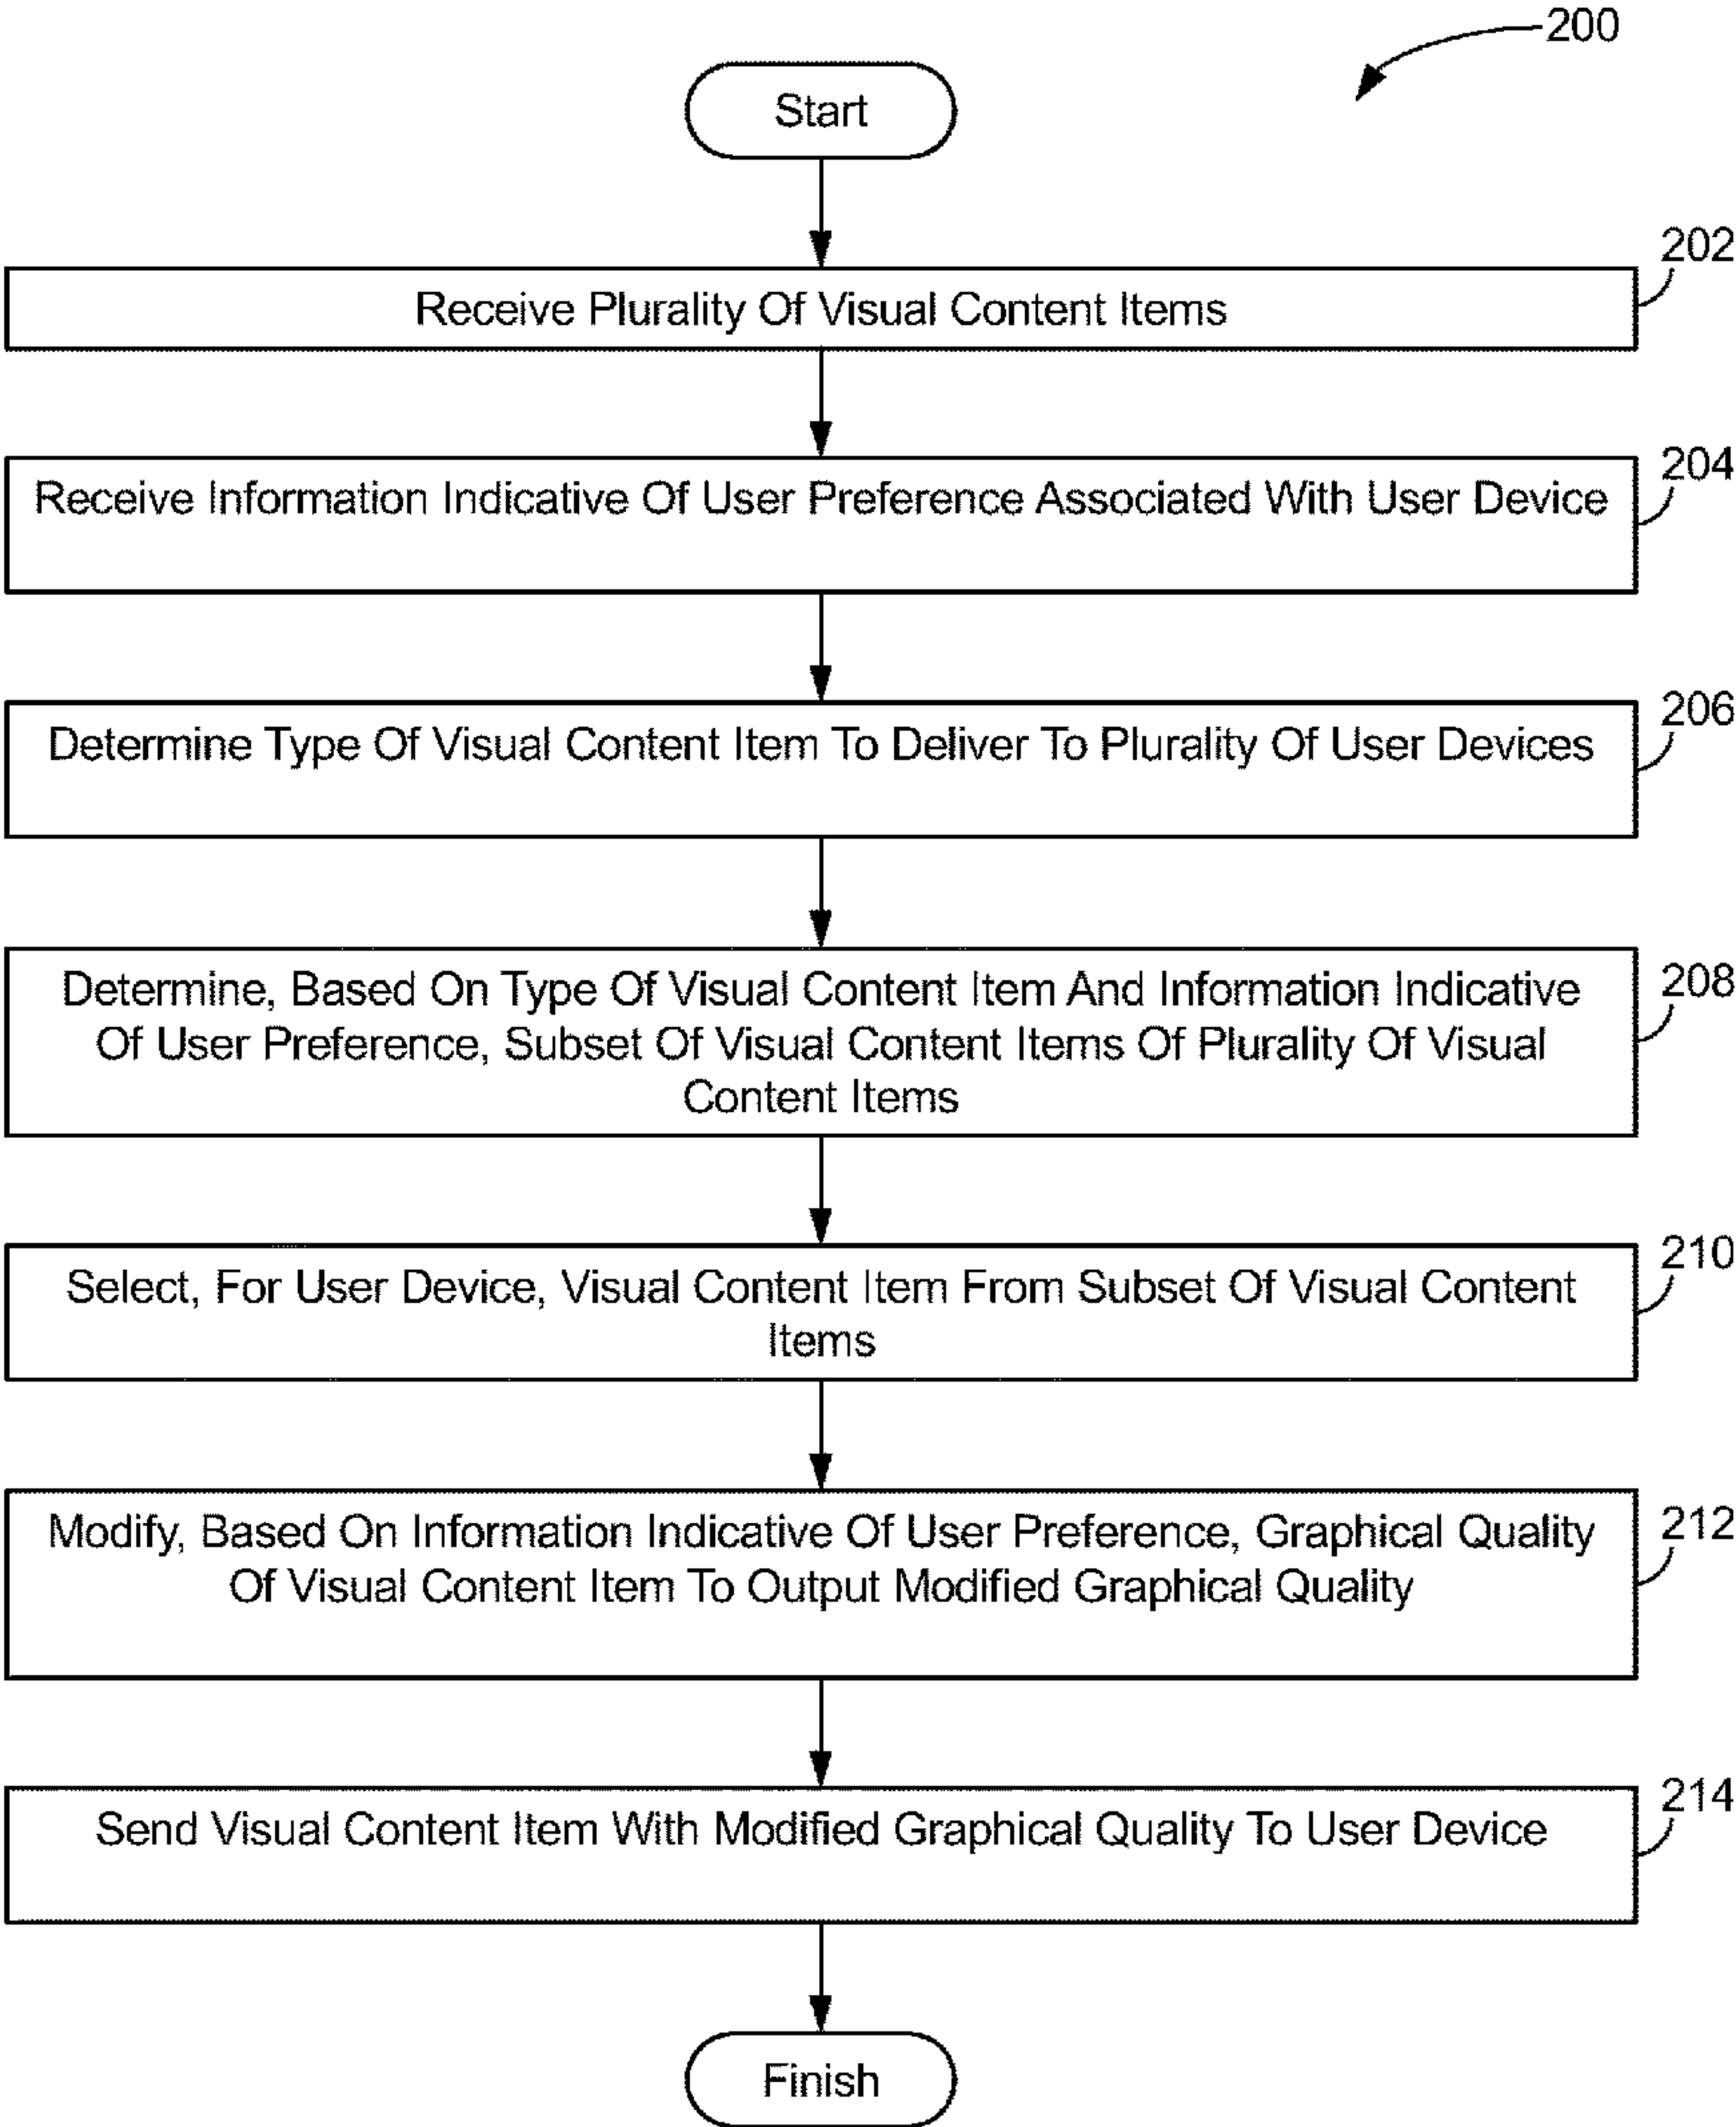 200
Start
202
Receive Plurality Of Visual Content Items
204
Receive Information Indicative Of User Preference Associated With User Device
206
Determine Type Of Visual Content Item To Deliver To Plurality Of User Devices
208
Determine, Based On Type Of Visual Content Item And Information Indicative
Of User Preference, Subset Of Visual Content Items Of Plurality Of Visual
Content Items
210
Select, For User Device, Visual Content Item From Subset Of Visual Content
Items
212
Modify, Based On Information Indicative Of User Preference, Graphical Quality
Of Visual Content Item To Output Modified Graphical Quality
214
Send Visual Content Item With Modified Graphical Quality To User Device
Finish